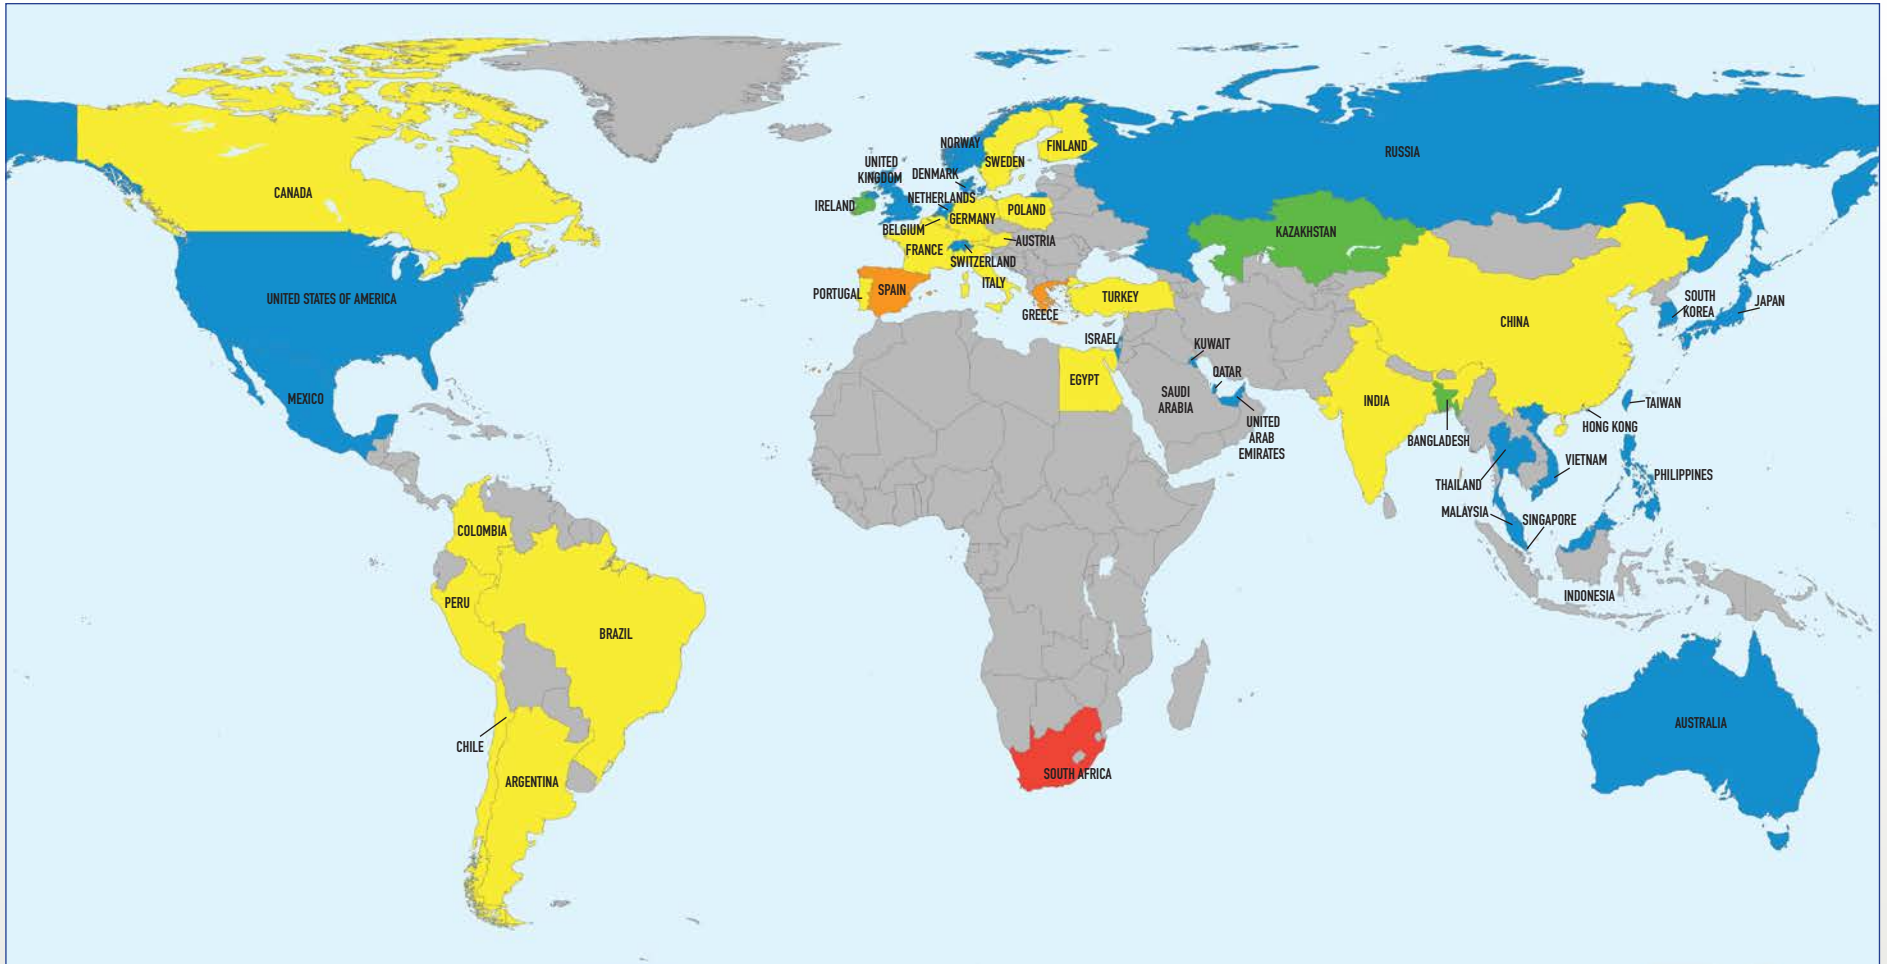 NORWAY
FINLAND
SWEDEN
RUSSIA
UNITED
KINGDOM
DENMARK
CANADA
NETHERLANDS
IRELAND
POLAND
GERMANY
BELGIUM
KAZAKHSTAN
AUSTRIA
FRANCE
SWITZERLAND
ITALY
PORTUGAL
SPAIN
TURKEY
UNITED STATES OF AMERICA
GREECE
SOUTH
KOREA
JAPAN
CHINA
ISRAEL
KUWAIT
QATAR
EGYPT
SAUDI
ARABIA
MEXICO
INDIA
TAIWAN
UNITED
ARAB
EMIRATES
HONG KONG
BANGLADESH
VIETNAM
PHILIPPINES
THAILAND
MALAYSIA
SINGAPORE
COLOMBIA
INDONESIA
PERU
BRAZIL
AUSTRALIA
CHILE
SOUTH AFRICA
ARGENTINA